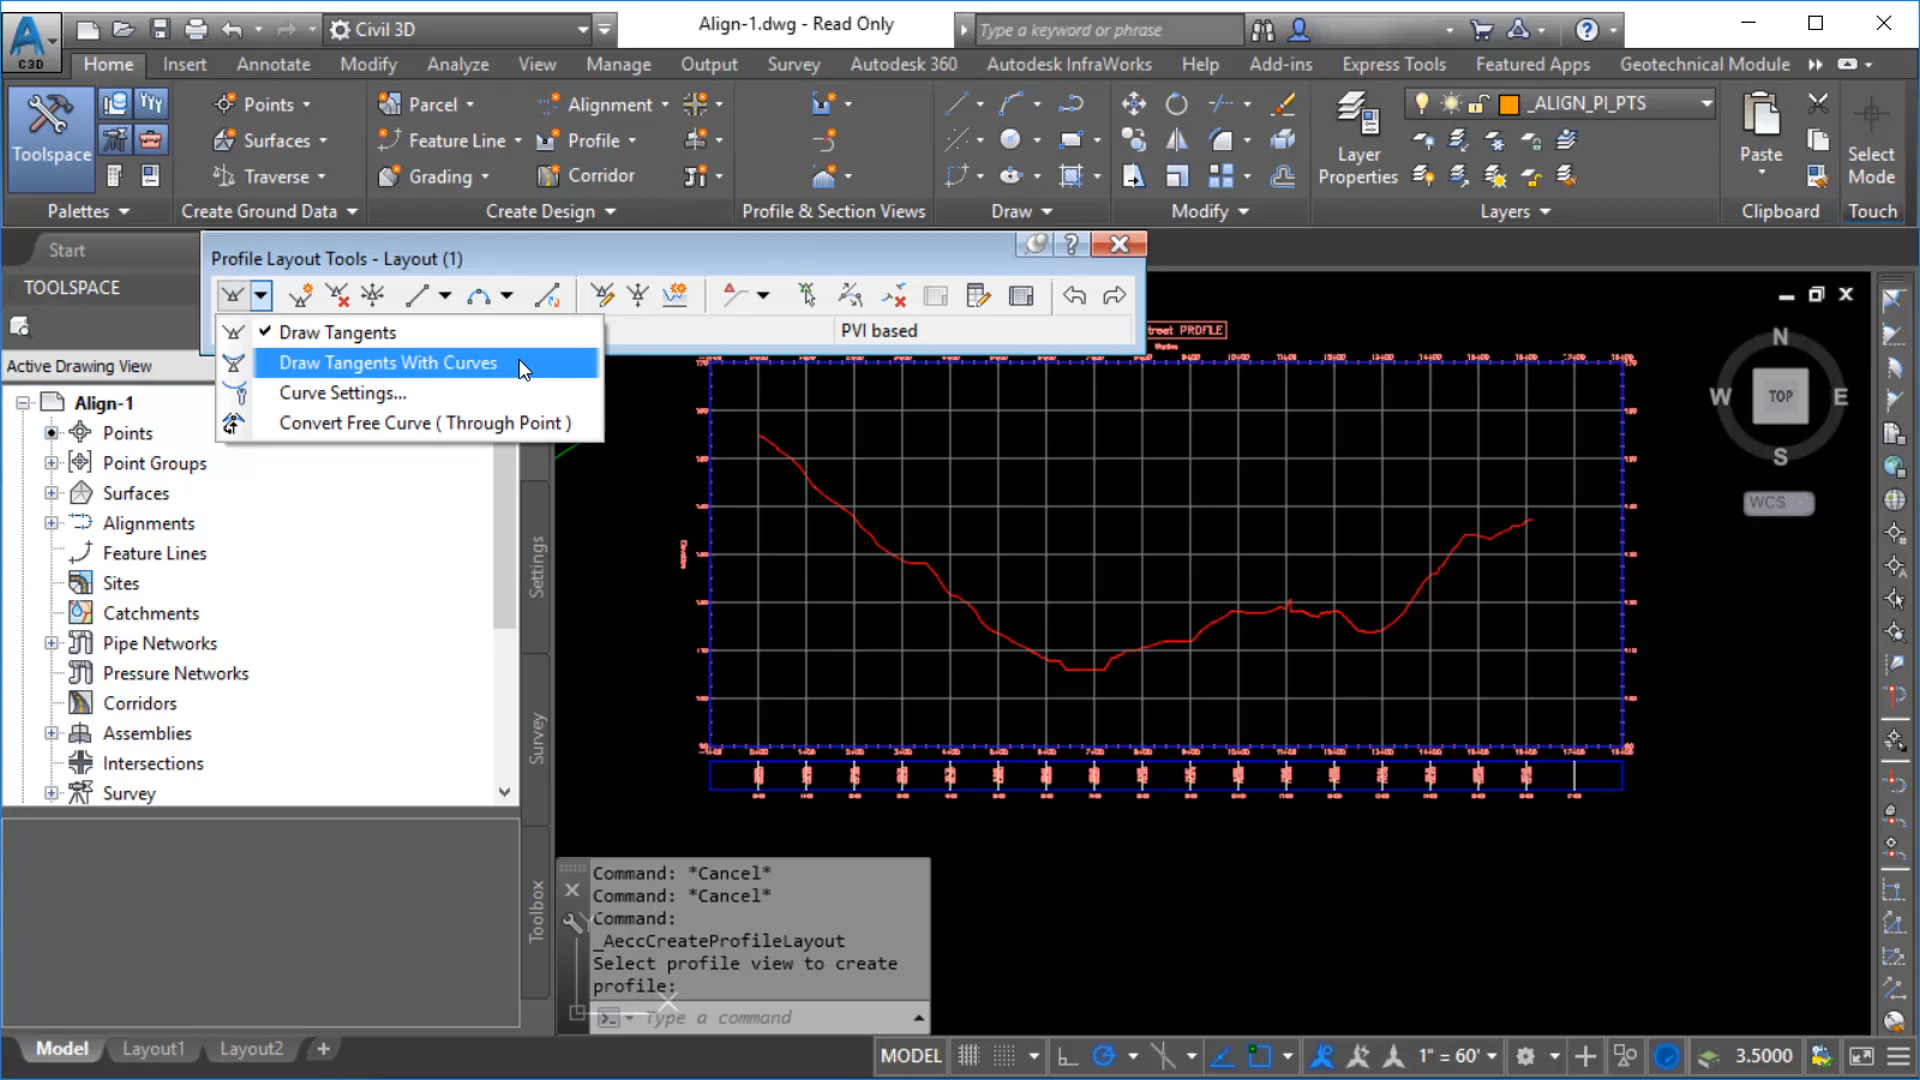 Civil 3D
Align-1.dwg - Read Only
Type a keyword or phrase
C3D
Home Insert Annotate Modify Analyze View Manage Output Survey Autodesk 360 Autodesk InfraWorks Help Add-ins Express Tools Featured Apps Geotechnical Module
Points Parcel Alignment _ALIGN_PI_PTS
Surfaces Feature Line Profile
Toolspace Layer Paste Select
Traverse Grading Corridor Properties Mode
Palettes Create Ground Data Create Design Profile & Section Views Draw Modify Layers Clipboard Touch
Start
Profile Layout Tools - Layout (1)
TOOLSPACE
Active Drawing View
PVI based
Draw Tangents
Draw Tangents With Curves
Curve Settings...
Convert Free Curve ( Through Point )
PROFILE
N
W TOP E
S
WCS
Align-1
Points
Point Groups
Surfaces
Alignments
Feature Lines
Sites
Catchments
Pipe Networks
Pressure Networks
Corridors
Assemblies
Intersections
Survey
Settings
Survey
Toolbox
Command: *Cancel*
Command: *Cancel*
Command:
_AeccCreateProfileLayout
Select profile view to create
profile:
Type a command
Model Layout1 Layout2 +
MODEL 1" = 60' 3.5000